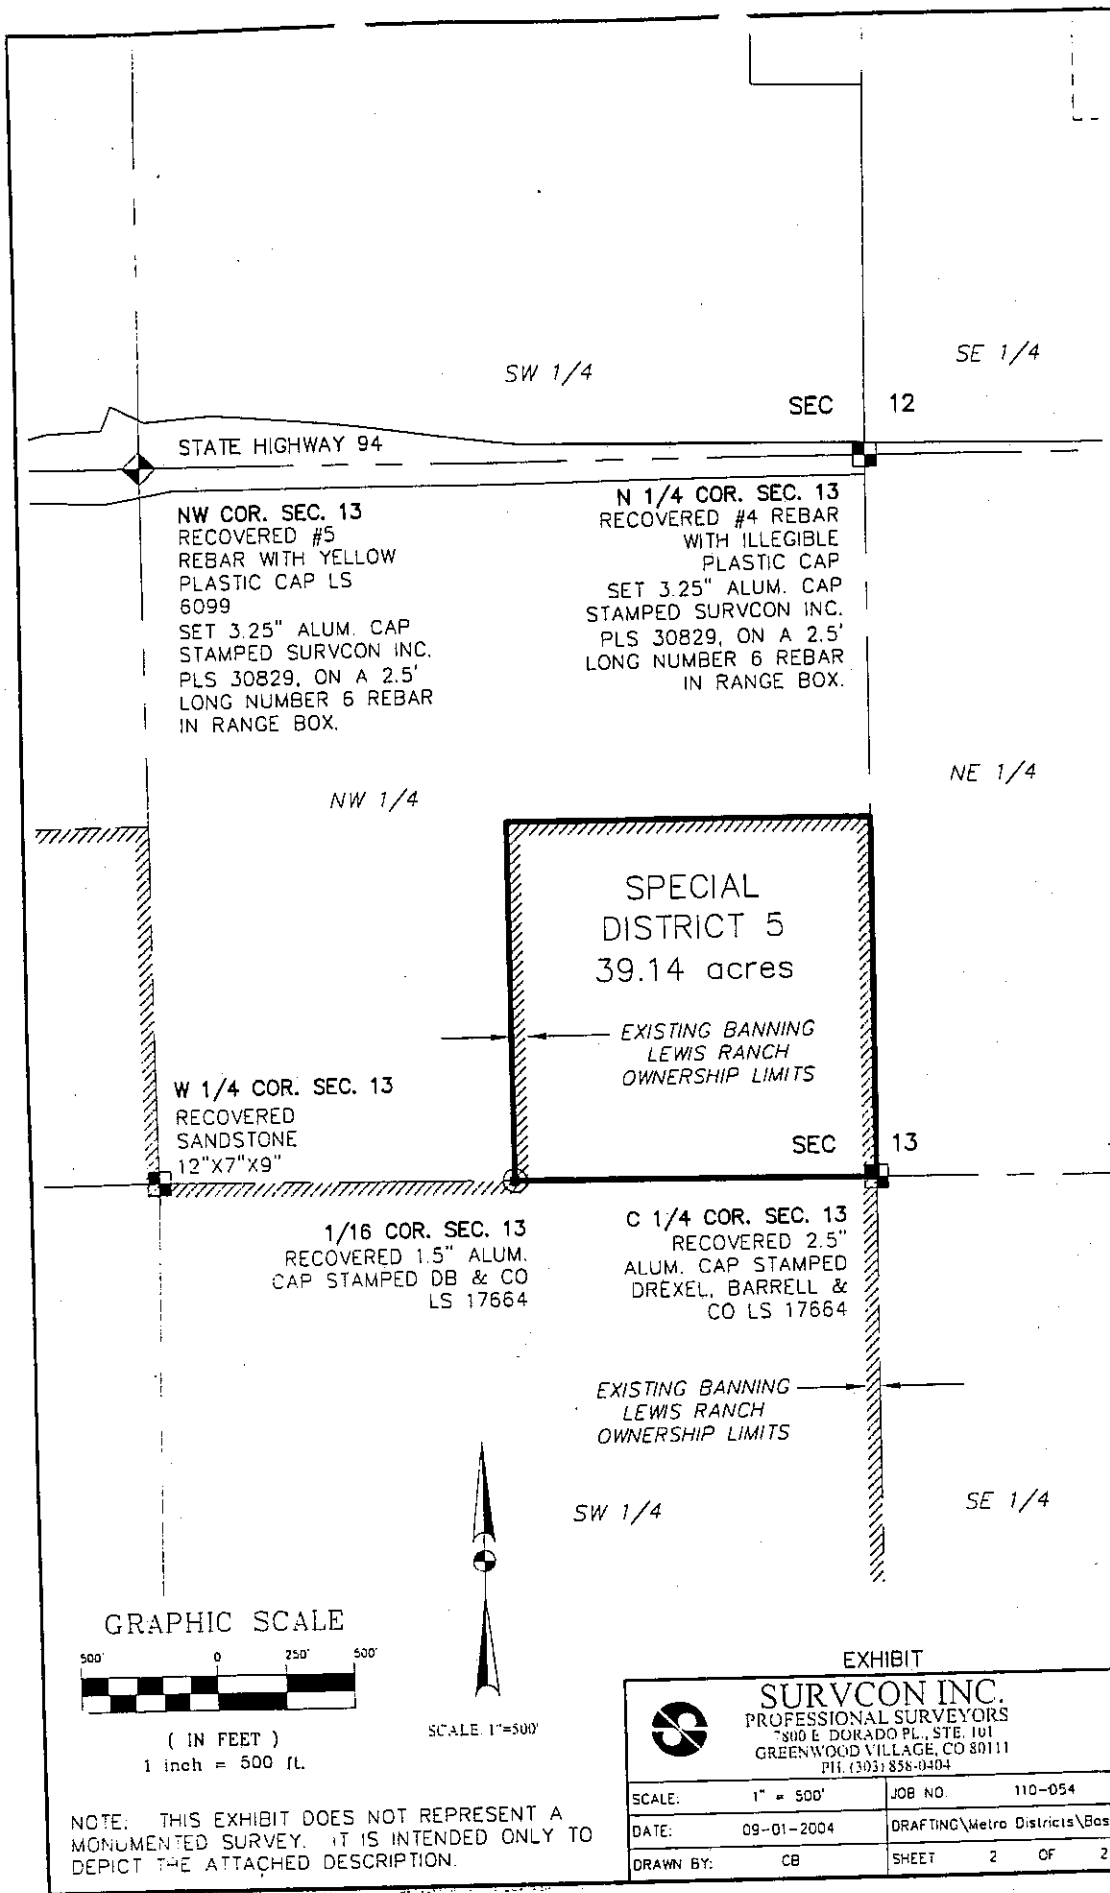 SW 1/4
SE 1/4
SEC 12
STATE HIGHWAY 94
NW COR. SEC. 13
RECOVERED #5
REBAR WITH YELLOW
PLASTIC CAP LS
6099
SET 3.25" ALUM. CAP
STAMPED SURVCON INC.
PLS 30829, ON A 2.5'
LONG NUMBER 6 REBAR
IN RANGE BOX.
N 1/4 COR. SEC. 13
RECOVERED #4 REBAR
WITH ILLEGIBLE
PLASTIC CAP
SET 3.25" ALUM. CAP
STAMPED SURVCON INC.
PLS 30829, ON A 2.5'
LONG NUMBER 6 REBAR
IN RANGE BOX.
NW 1/4
NE 1/4
SPECIAL
DISTRICT 5
39.14 acres
EXISTING BANNING
LEWIS RANCH
OWNERSHIP LIMITS
W 1/4 COR. SEC. 13
RECOVERED
SANDSTONE
12"X7"X9"
SEC 13
1/16 COR. SEC. 13
RECOVERED 1.5" ALUM.
CAP STAMPED DB & CO
LS 17664
C 1/4 COR. SEC. 13
RECOVERED 2.5"
ALUM. CAP STAMPED
DREXEL, BARRELL &
CO LS 17664
EXISTING BANNING
LEWIS RANCH
OWNERSHIP LIMITS
SW 1/4
SE 1/4
GRAPHIC SCALE
500' 0 250' 500'
( IN FEET )
1 inch = 500 ft.
SCALE: 1"=500'
NOTE: THIS EXHIBIT DOES NOT REPRESENT A
MONUMENTED SURVEY. IT IS INTENDED ONLY TO
DEPICT THE ATTACHED DESCRIPTION.
EXHIBIT
SURVCON INC.
PROFESSIONAL SURVEYORS
7800 E. DORADO PL., STE. 101
GREENWOOD VILLAGE, CO 80111
PH. (303) 858-0404
SCALE: 1" = 500' JOB NO. 110-054
DATE: 09-01-2004 DRAFTING\Metro Districts\Bas
DRAWN BY: CB SHEET 2 OF 2